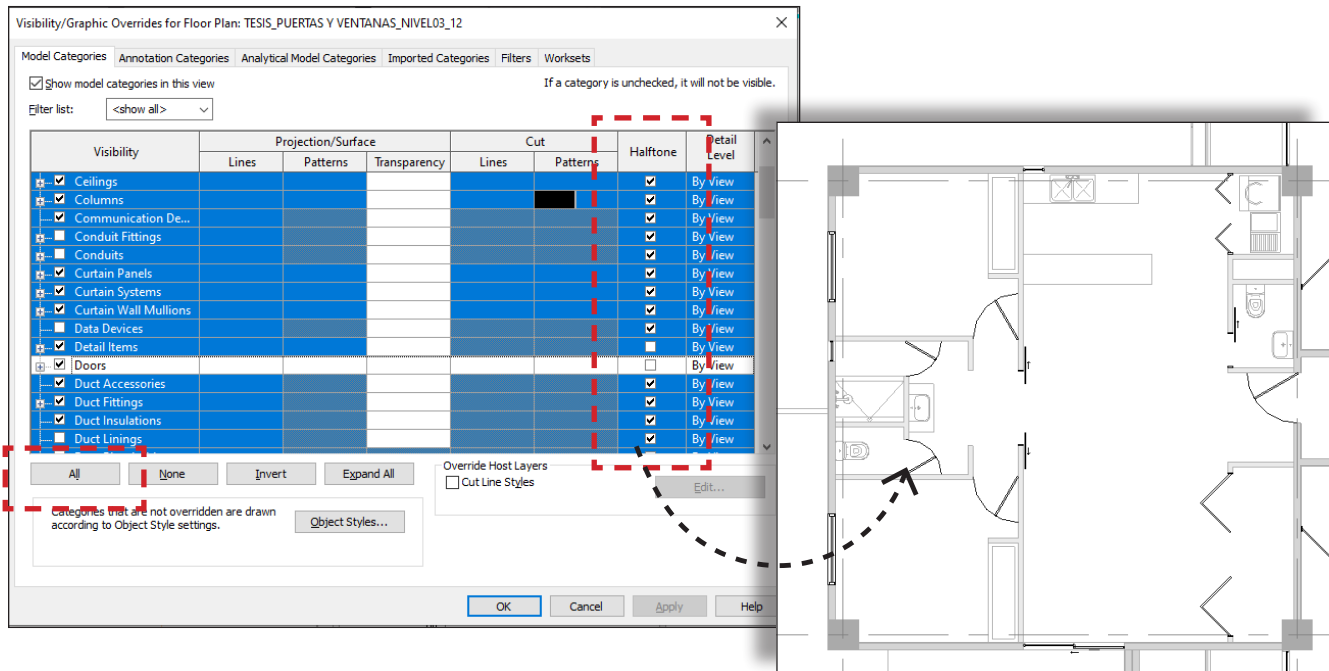 Visibility/Graphic Overrides for Floor Plan: TESIS_PUERTAS Y VENTANAS_NIVEL03_12
Model Categories Annotation Categories Analytical Model Categories Imported Categories Filters Worksets
Show model categories in this view If a category is unchecked, it will not be visible.
Filter list: <show all>
Visibility Projection/Surface Cut Halftone Detail Level
Lines Patterns Transparency Lines Patterns
Ceilings By View
Columns By View
Communication De... By View
Conduit Fittings By View
Conduits By View
Curtain Panels By View
Curtain Systems By View
Curtain Wall Mullions By View
Data Devices By View
Detail Items By View
Doors By View
Duct Accessories By View
Duct Fittings By View
Duct Insulations By View
Duct Linings By View
All None Invert Expand All
Override Host Layers
Cut Line Styles Edit...
Categories that are not overridden are drawn
according to Object Style settings.
Object Styles...
OK Cancel Apply Help